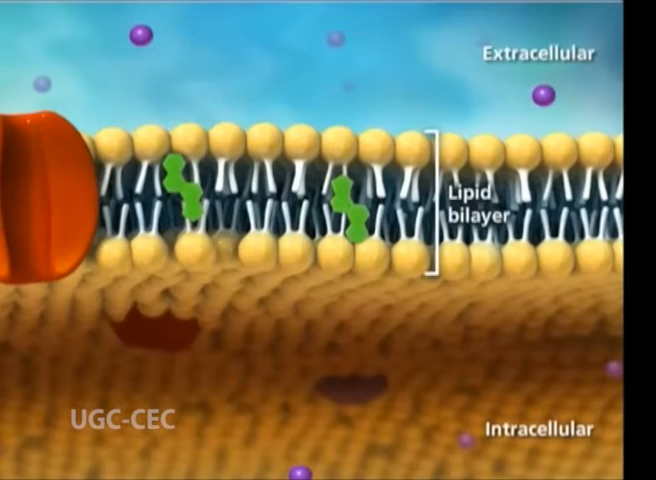 Extracellular
Lipid
bilayer
UGC-CEC
Intracellular